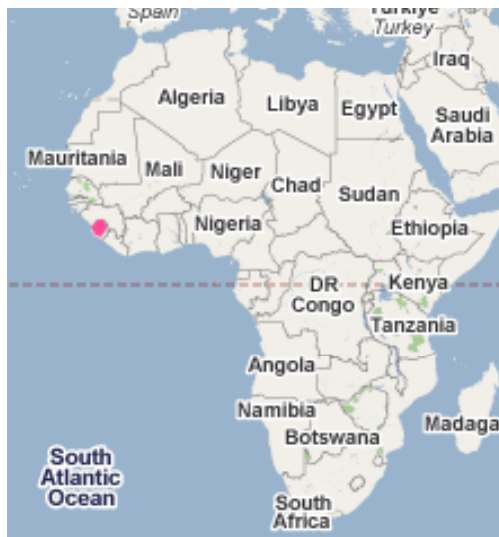 Spain
Türkiye
Turkey
Iraq
Algeria
Libya
Egypt
Saudi
Arabia
Mauritania
Mali
Niger
Chad
Sudan
Nigeria
Ethiopia
DR
Congo
Kenya
Tanzania
Angola
Namibia
Botswana
Madaga
South
Atlantic
Ocean
South
Africa